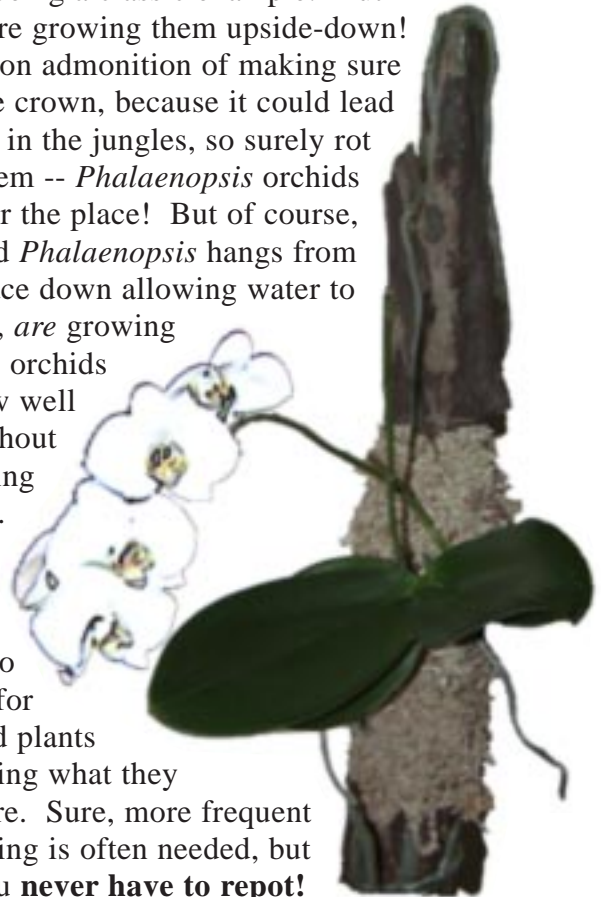 re growing them upside-down!
on admonition of making sure
e crown, because it could lead
in the jungles, so surely rot
em -- Phalaenopsis orchids
r the place! But of course,
d Phalaenopsis hangs from
ce down allowing water to
, are growing
orchids
v well
hout
ng
.
o
for
d plants
ing what they
re. Sure, more frequent
ing is often needed, but
u never have to repot!